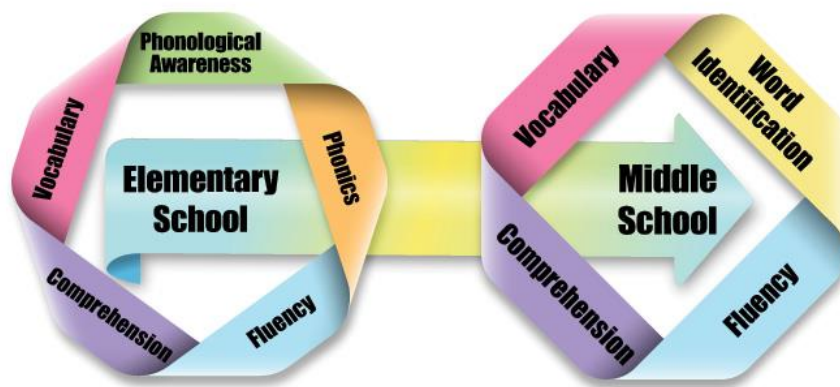 Phonological
Awareness
Vocabulary
Phonics
Elementary
School
Comprehension
Fluency
Vocabulary
Word
Identification
Middle
School
Comprehension
Fluency